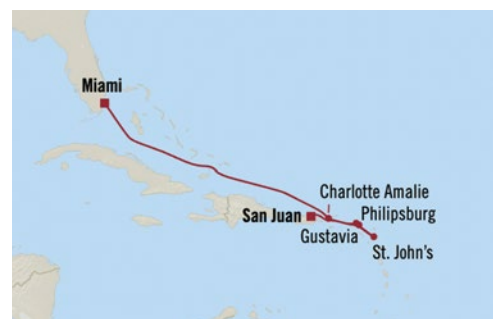 Miami
Charlotte Amalie
San Juan
Philipsburg
Gustavia
St. John's